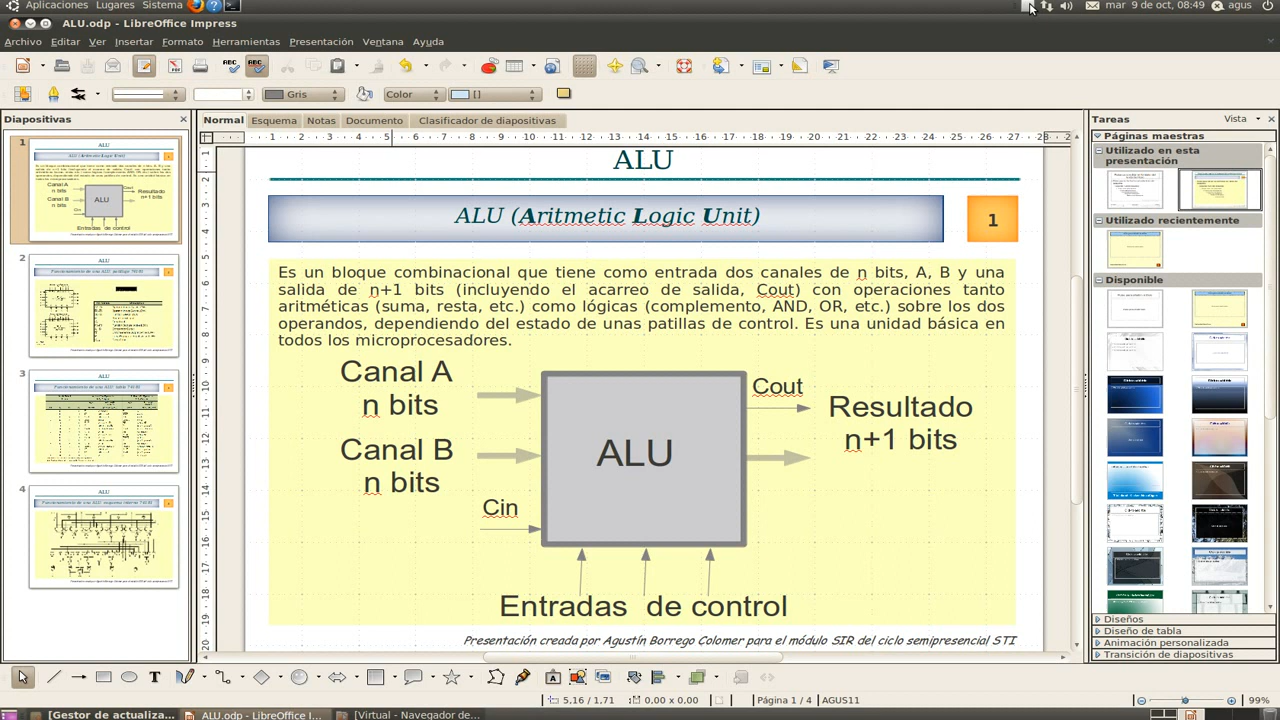 Aplicaciones Lugares Sistema mar 9 de oct, 08:49 agus
ALU.odp - LibreOffice Impress
Archivo Editar Ver Insertar Formato Herramientas Presentación Ventana Ayuda
Gris Color []
Diapositivas
Normal Esquema Notas Documento Clasificador de diapositivas
Tareas Vista
Páginas maestras
Utilizado en esta presentación
Utilizado recientemente
Disponible
Diseños
Diseño de tabla
Animación personalizada
Transición de diapositivas
1
2
3
4
ALU
ALU (Aritmetic Logic Unit)
1
Es un bloque combinacional que tiene como entrada dos canales de n bits, A, B y una
salida de n+1 bits (incluyendo el acarreo de salida, Cout) con operaciones tanto
aritméticas (suma, resta, etc.) como lógicas (complemento, AND, OR, etc.) sobre los dos
operandos, dependiendo del estado de unas patillas de control. Es una unidad básica en
todos los microprocesadores.
Canal A
n bits
Canal B
n bits
Cin
ALU
Cout
Resultado
n+1 bits
Entradas de control
Presentación creada por Agustín Borrego Colomer para el módulo SIR del ciclo semipresencial STI
5,16 / 1,71 0,00 x 0,00 Página 1 / 4 AGUS11 99%
[Gestor de actualiza... ALU.odp - LibreOffice I... [Virtual - Navegador de...